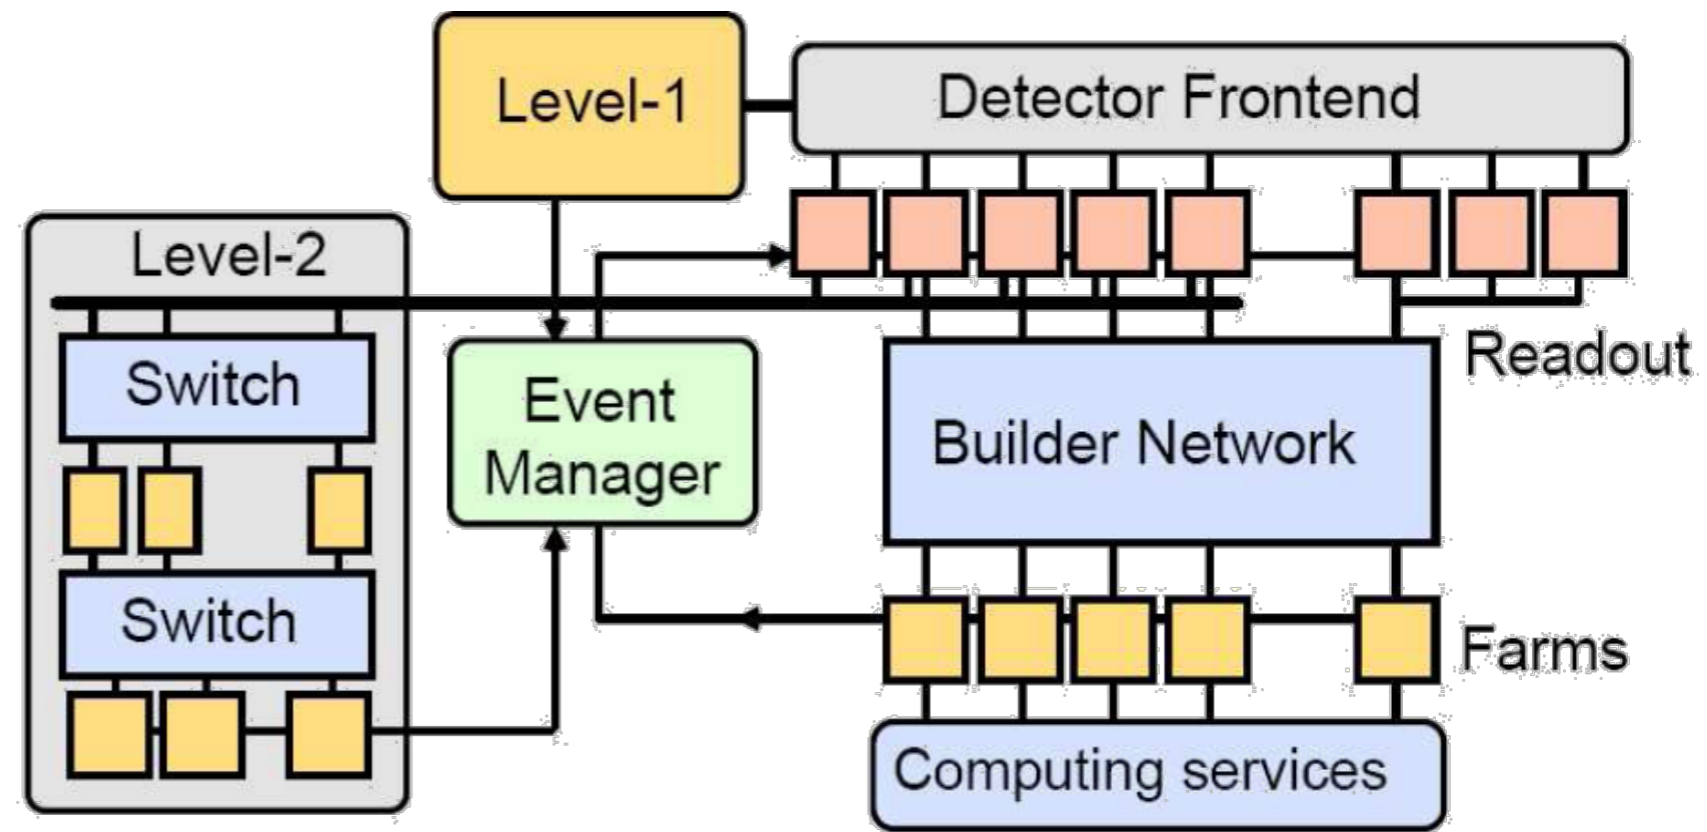 Level-1
Detector Frontend
Level-2
Switch
Event
Manager
Readout
Builder Network
Switch
Farms
Computing services